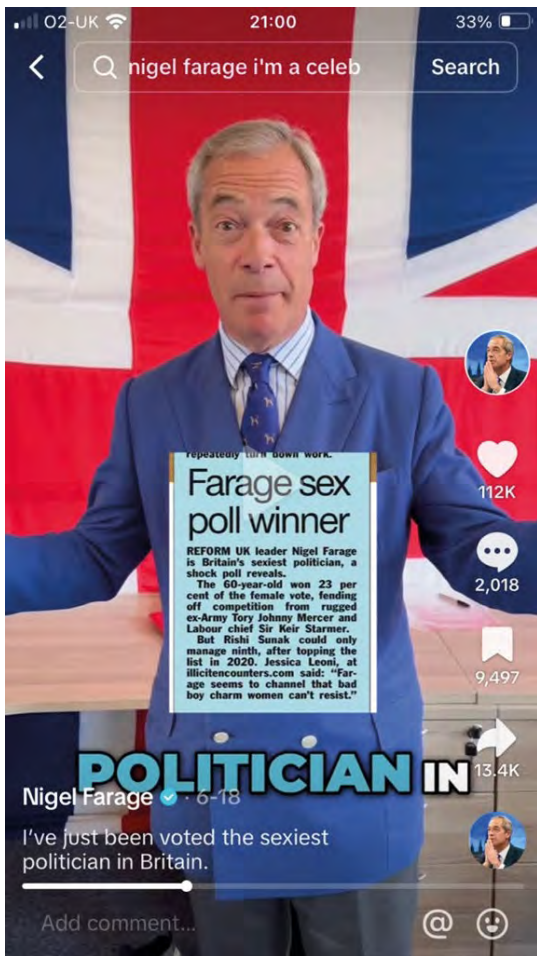 O2-UK 21:00 33%
nigel farage i'm a celeb Search
repeatedly turn down work.
Farage sex
poll winner
REFORM UK leader Nigel Farage
is Britain's sexiest politician, a
shock poll reveals.
The 60-year-old won 23 per
cent of the female vote, fending
off competition from rugged
ex-Army Tory Johnny Mercer and
Labour chief Sir Keir Starmer.
But Rishi Sunak could only
manage ninth, after topping the
list in 2020. Jessica Leoni, at
illicitencounters.com said: “Far-
age seems to channel that bad
boy charm women can't resist.”
112K
2,018
9,497
13.4K
POLITICIAN IN
Nigel Farage · 6-18
I've just been voted the sexiest
politician in Britain.
Add comment... @